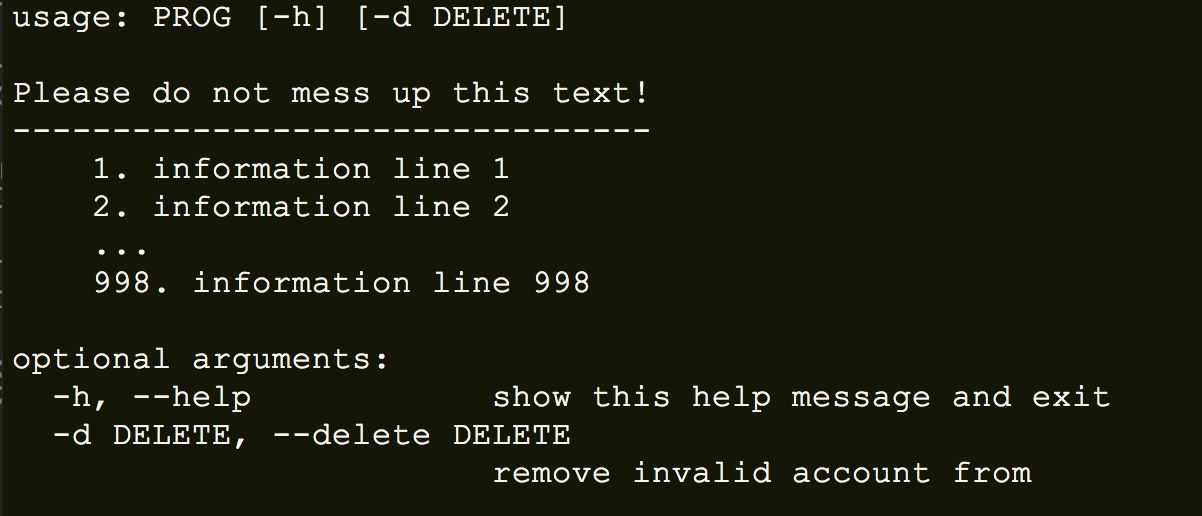 usage: PROG [-h] [-d DELETE]
Please do not mess up this text!
--------------------------------
1. information line 1
2. information line 2
...
998. information line 998
optional arguments:
-h, --help show this help message and exit
-d DELETE, --delete DELETE
remove invalid account from